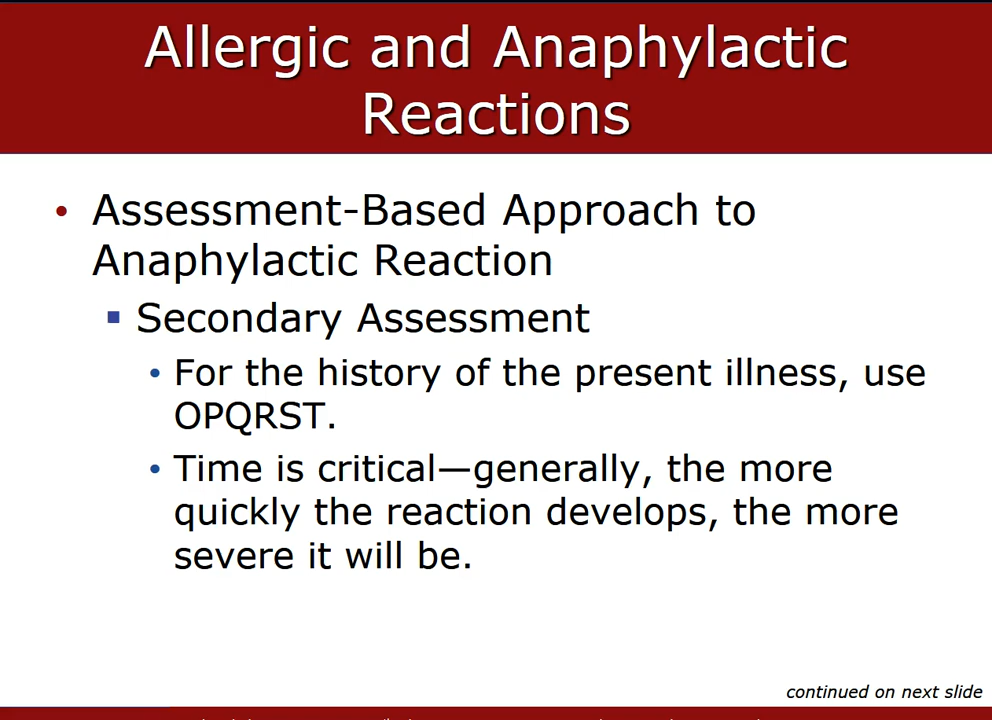 Allergic and Anaphylactic
Reactions
• Assessment-Based Approach to
Anaphylactic Reaction
▪ Secondary Assessment
• For the history of the present illness, use
OPQRST.
• Time is critical—generally, the more
quickly the reaction develops, the more
severe it will be.
continued on next slide